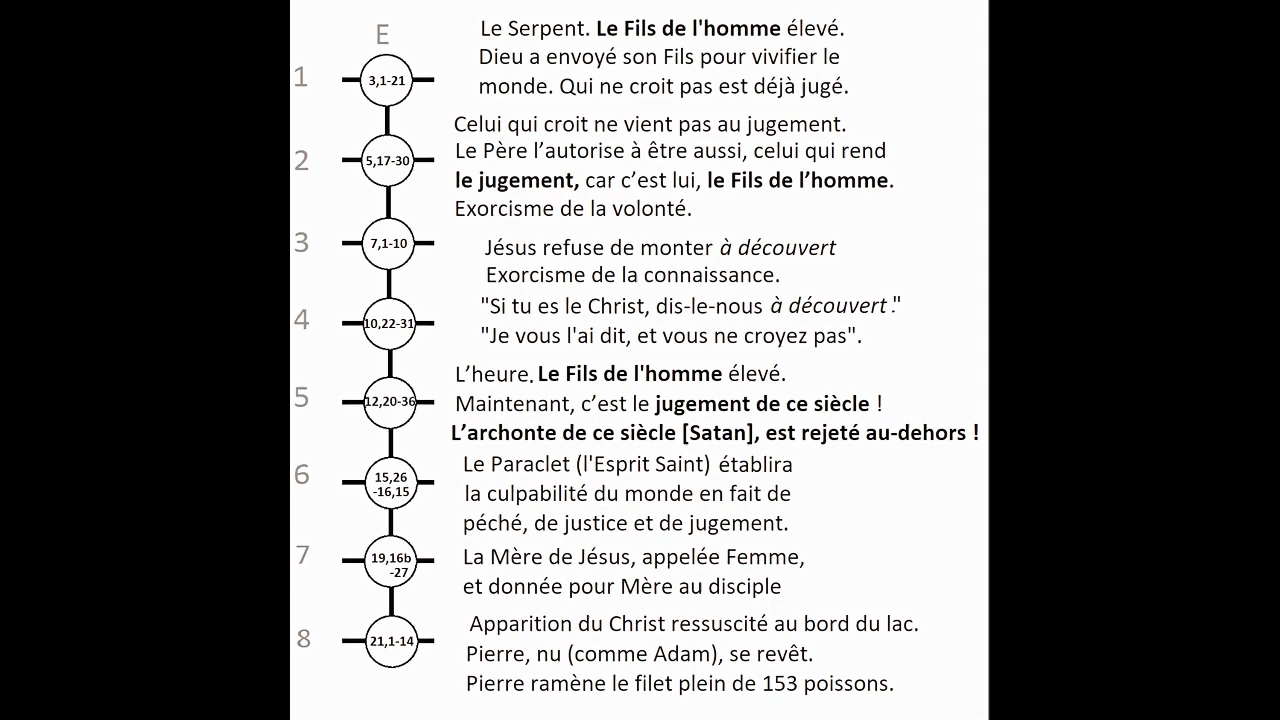 E
Le Serpent. Le Fils de l'homme élevé.
1
3,1-21
Dieu a envoyé son Fils pour vivifier le
monde. Qui ne croit pas est déjà jugé.
Celui qui croit ne vient pas au jugement.
2
5,17-30
Le Père l’autorise à être aussi, celui qui rend
le jugement, car c’est lui, le Fils de l’homme.
Exorcisme de la volonté.
3
7,1-10
Jésus refuse de monter à découvert
Exorcisme de la connaissance.
4
10,22-31
"Si tu es le Christ, dis-le-nous à découvert."
"Je vous l'ai dit, et vous ne croyez pas".
5
12,20-36
L’heure. Le Fils de l'homme élevé.
Maintenant, c’est le jugement de ce siècle !
L’archonte de ce siècle [Satan], est rejeté au-dehors !
6
15,26
-16,15
Le Paraclet (l'Esprit Saint) établira
la culpabilité du monde en fait de
péché, de justice et de jugement.
7
19,16b
-27
La Mère de Jésus, appelée Femme,
et donnée pour Mère au disciple
8
21,1-14
Apparition du Christ ressuscité au bord du lac.
Pierre, nu (comme Adam), se revêt.
Pierre ramène le filet plein de 153 poissons.